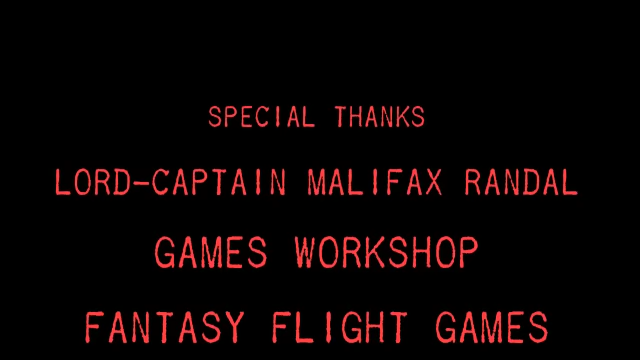 SPECIAL THANKS
LORD-CAPTAIN MALIFAX RANDAL
GAMES WORKSHOP
FANTASY FLIGHT GAMES